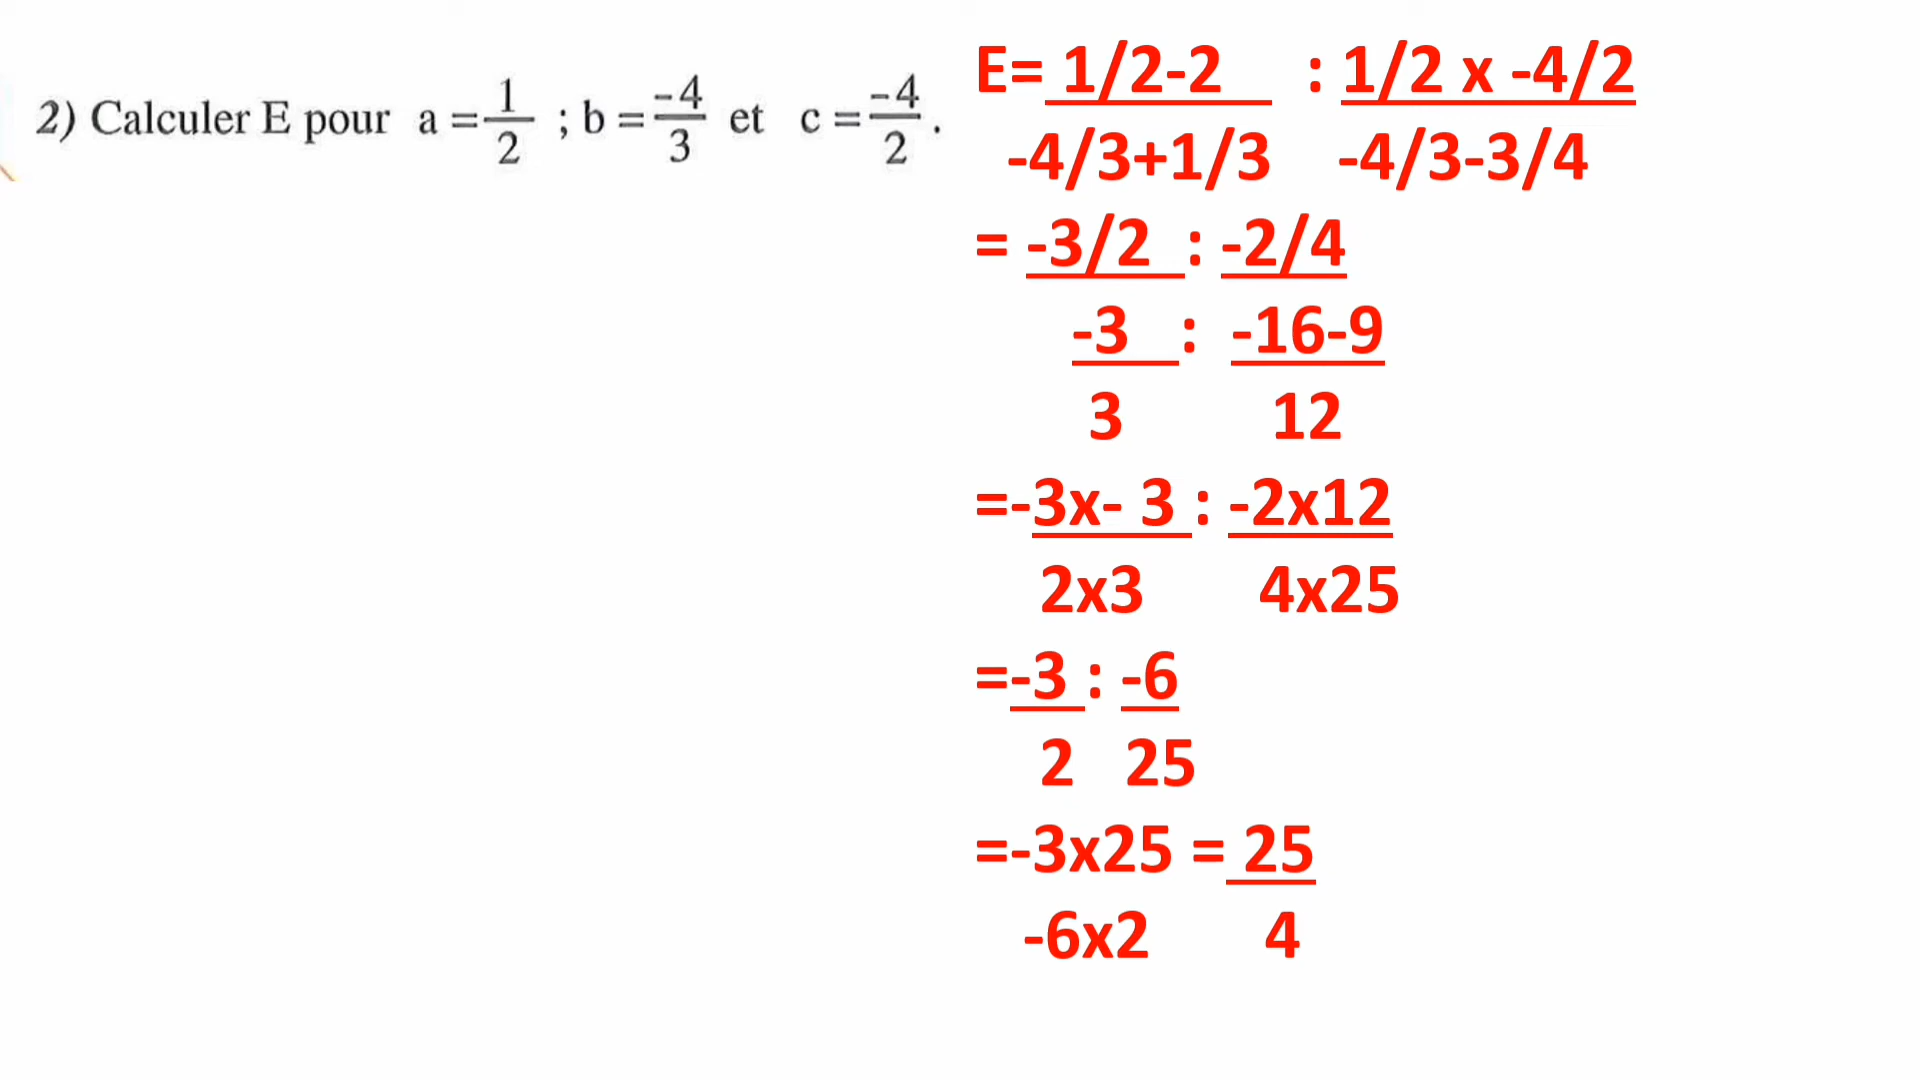 2) Calculer E pour a = 1/2 ; b = -4/3 et c = -4/2 .
E= 1/2-2 : 1/2 x -4/2
-4/3+1/3 -4/3-3/4
= -3/2 : -2/4
-3 : -16-9
3 12
=-3x- 3 : -2x12
2x3 4x25
=-3 : -6
2 25
=-3x25 = 25
-6x2 4